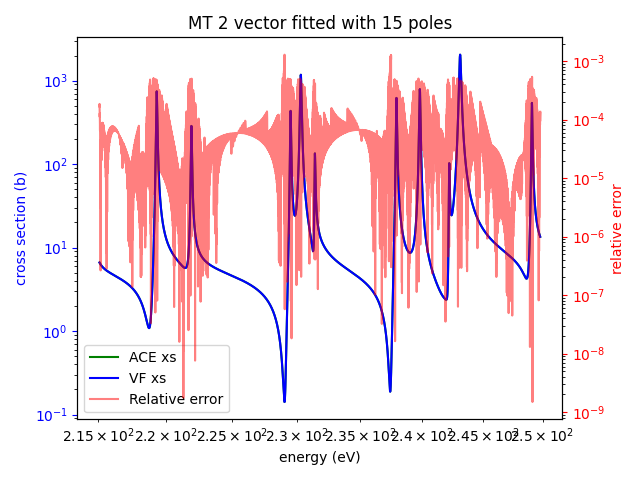 MT 2 vector fitted with 15 poles
cross section (b)
10³
10²
10¹
10⁰
10⁻¹
10⁻³
10⁻⁴
10⁻⁵
10⁻⁶
10⁻⁷
10⁻⁸
10⁻⁹
relative error
ACE xs
VF xs
Relative error
2.15 × 10² 2.2 × 10² 2.25 × 10² 2.3 × 10² 2.35 × 10² 2.4 × 10² 2.45 × 10² 2.5 × 10²
energy (eV)